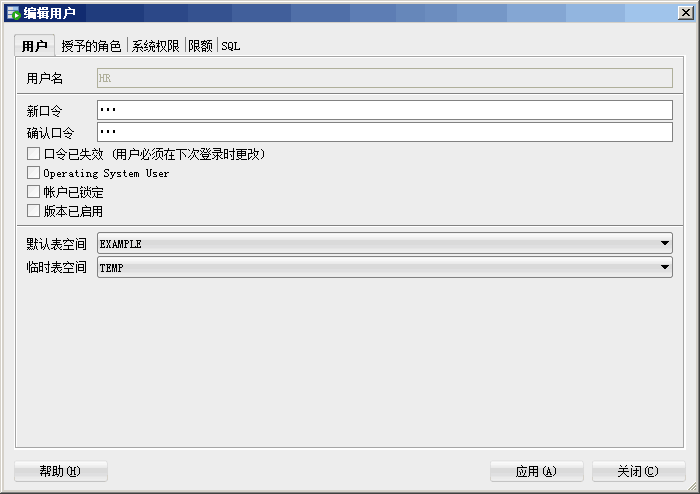 编辑用户
用户 授予的角色 系统权限 限额 SQL
用户名 HR
新口令 •••
确认口令 •••
口令已失效 (用户必须在下次登录时更改)
Operating System User
帐户已锁定
版本已启用
默认表空间 EXAMPLE
临时表空间 TEMP
帮助(H) 应用(A) 关闭(C)